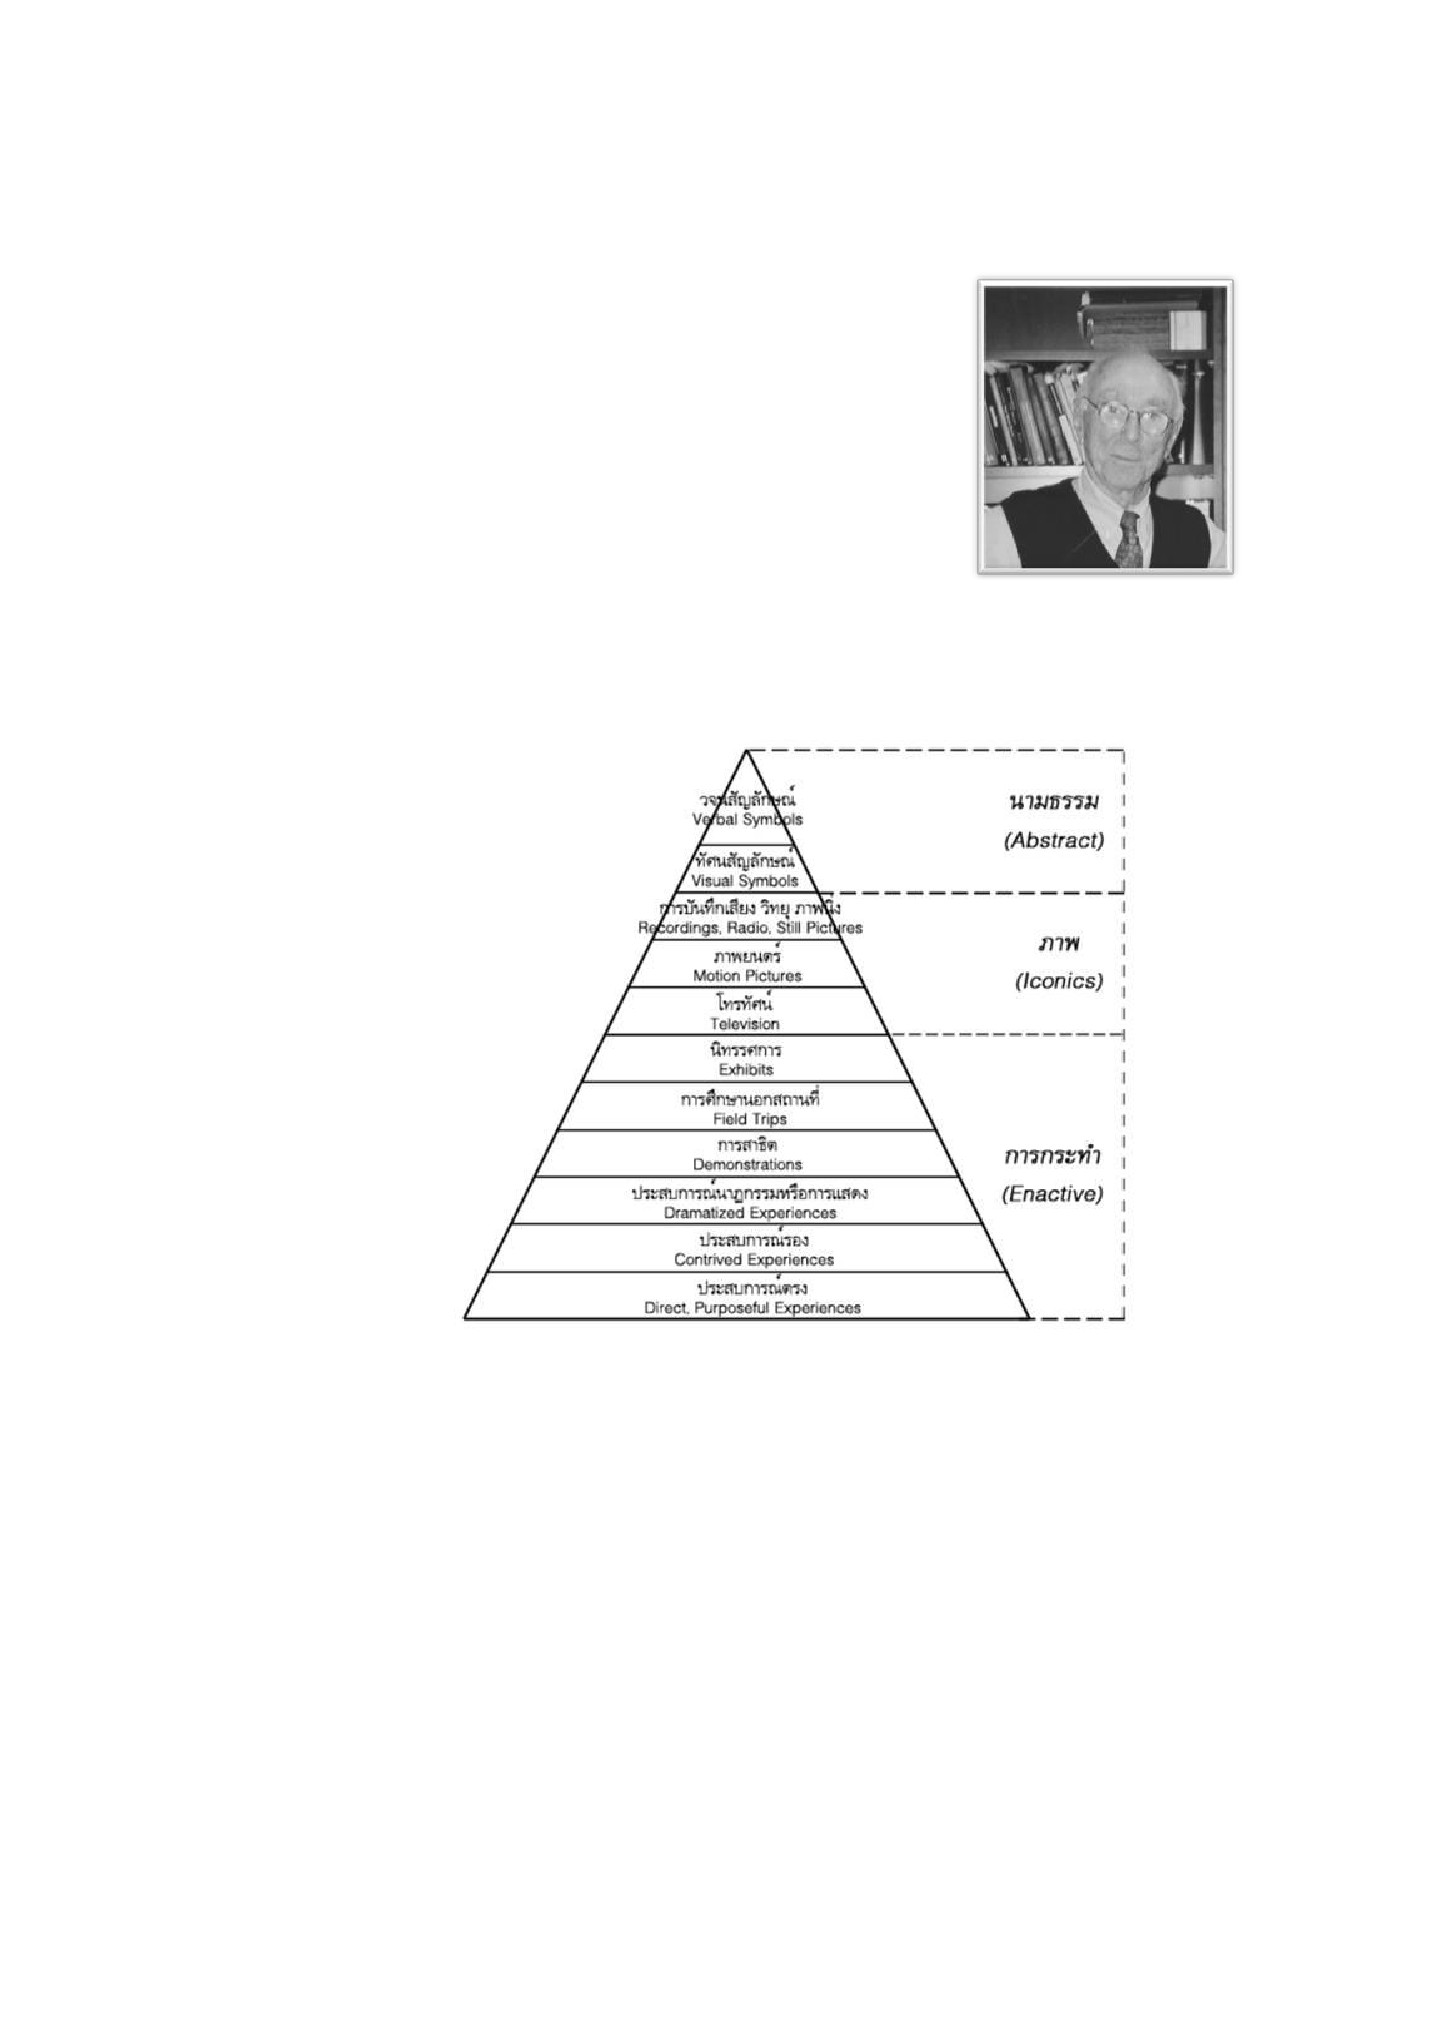 วจนสัญลักษณ์
Verbal Symbols
นามธรรม
(Abstract)
ทัศนสัญลักษณ์
Visual Symbols
การบันทึกเสียง วิทยุ ภาพนิ่ง
Recordings, Radio, Still Pictures
ภาพ
(Iconics)
ภาพยนตร์
Motion Pictures
โทรทัศน์
Television
นิทรรศการ
Exhibits
การศึกษานอกสถานที่
Field Trips
การสาธิต
Demonstrations
การกระทำ
(Enactive)
ประสบการณ์นาฏกรรมหรือการแสดง
Dramatized Experiences
ประสบการณ์รอง
Contrived Experiences
ประสบการณ์ตรง
Direct, Purposeful Experiences